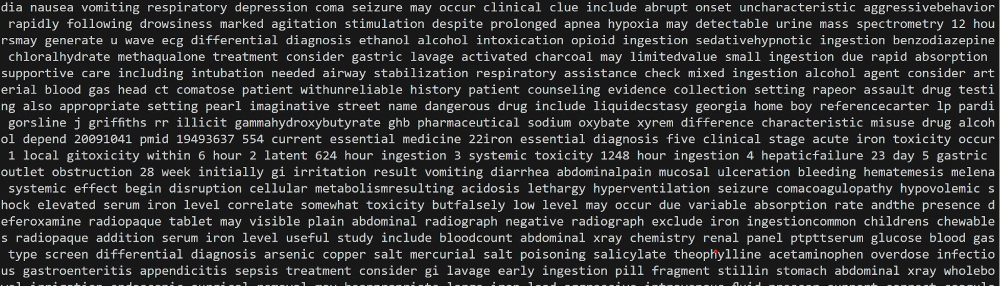 dia nausea vomiting respiratory depression coma seizure may occur clinical clue include abrupt onset uncharacteristic aggressivebehavior
rapidly following drowsiness marked agitation stimulation despite prolonged apnea hypoxia may detectable urine mass spectrometry 12 hou
rsmay generate u wave ecg differential diagnosis ethanol alcohol intoxication opioid ingestion sedativehypnotic ingestion benzodiazepine
chloralhydrate methaqualone treatment consider gastric lavage activated charcoal may limitedvalue small ingestion due rapid absorption
supportive care including intubation needed airway stabilization respiratory assistance check mixed ingestion alcohol agent consider art
erial blood gas head ct comatose patient withunreliable history patient counseling evidence collection setting rapeor assault drug testi
ng also appropriate setting pearl imaginative street name dangerous drug include liquidecstasy georgia home boy referencecarter lp pardi
gorsline j griffiths rr illicit gammahydroxybutyrate ghb pharmaceutical sodium oxybate xyrem difference characteristic misuse drug alcoh
ol depend 20091041 pmid 19493637 554 current essential medicine 22iron essential diagnosis five clinical stage acute iron toxicity occur
1 local gitoxicity within 6 hour 2 latent 624 hour ingestion 3 systemic toxicity 1248 hour ingestion 4 hepaticfailure 23 day 5 gastric
outlet obstruction 28 week initially gi irritation result vomiting diarrhea abdominalpain mucosal ulceration bleeding hematemesis melena
systemic effect begin disruption cellular metabolismresulting acidosis lethargy hyperventilation seizure comacoagulopathy hypovolemic s
hock elevated serum iron level correlate somewhat toxicity butfalsely low level may occur due variable absorption rate andthe presence d
eferoxamine radiopaque tablet may visible plain abdominal radiograph negative radiograph exclude iron ingestioncommon childrens chewable
s radiopaque addition serum iron level useful study include bloodcount abdominal xray chemistry renal panel ptpttserum glucose blood gas
type screen differential diagnosis arsenic copper salt mercurial salt poisoning salicylate theophylline acetaminophen overdose infectio
us gastroenteritis appendicitis sepsis treatment consider gi lavage early ingestion pill fragment stillin stomach abdominal xray wholebo